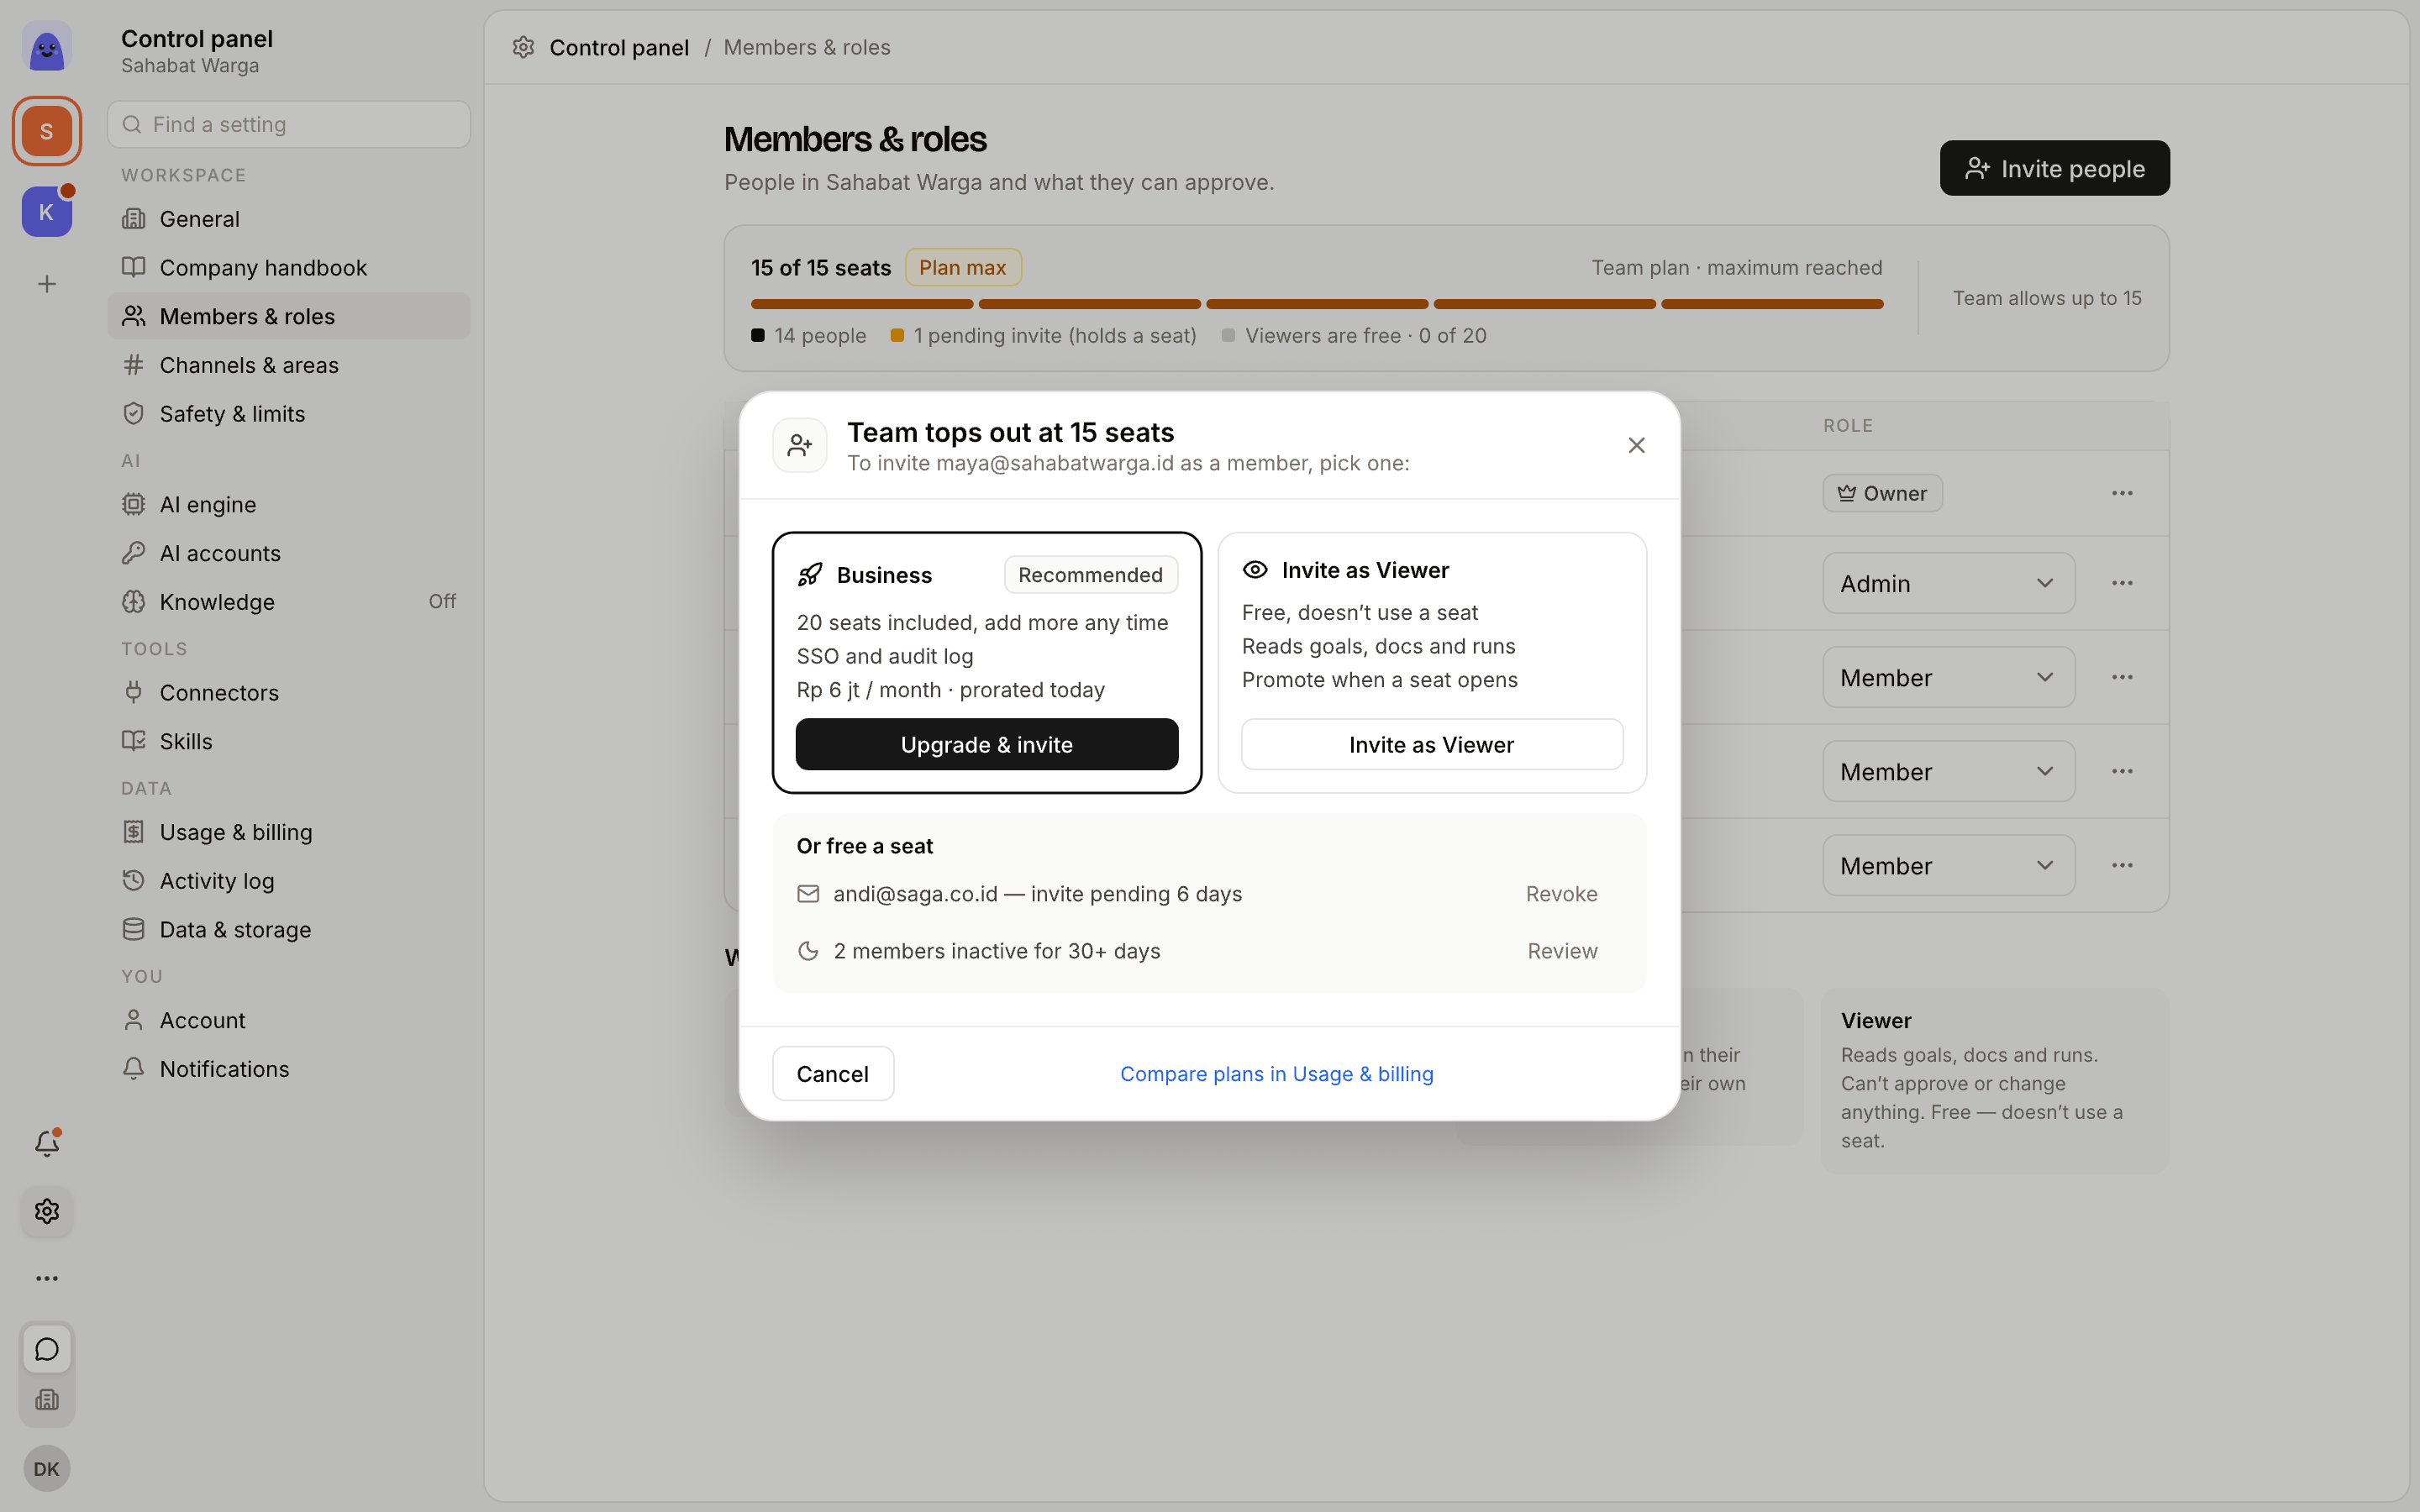 Control panel
Sahabat Warga
S
K
Find a setting
WORKSPACE
General
Company handbook
Members & roles
Channels & areas
Safety & limits
AI
AI engine
AI accounts
Knowledge Off
TOOLS
Connectors
Skills
DATA
Usage & billing
Activity log
Data & storage
YOU
Account
Notifications
DK
Control panel / Members & roles
Members & roles
People in Sahabat Warga and what they can approve.
Invite people
15 of 15 seats Plan max Team plan · maximum reached
Team allows up to 15
14 people 1 pending invite (holds a seat) Viewers are free · 0 of 20
ROLE
Owner
Admin
Member
Member
Member
Team tops out at 15 seats
To invite maya@sahabatwarga.id as a member, pick one:
Business Recommended
20 seats included, add more any time
SSO and audit log
Rp 6 jt / month · prorated today
Upgrade & invite
Invite as Viewer
Free, doesn’t use a seat
Reads goals, docs and runs
Promote when a seat opens
Invite as Viewer
Or free a seat
andi@saga.co.id — invite pending 6 days Revoke
2 members inactive for 30+ days Review
Cancel
Compare plans in Usage & billing
n their
eir own
Viewer
Reads goals, docs and runs.
Can’t approve or change
anything. Free — doesn’t use a
seat.